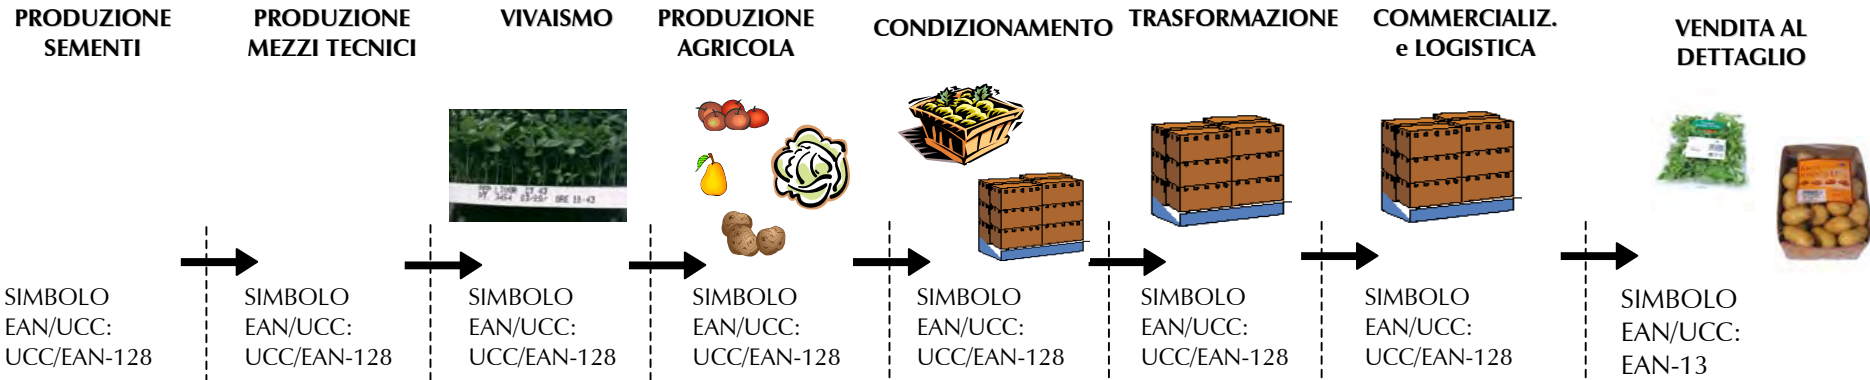 PRODUZIONE
SEMENTI
PRODUZIONE
MEZZI TECNICI
VIVAISMO
PRODUZIONE
AGRICOLA
CONDIZIONAMENTO
TRASFORMAZIONE
COMMERCIALIZ.
e LOGISTICA
VENDITA AL
DETTAGLIO
SIMBOLO
EAN/UCC:
UCC/EAN-128
SIMBOLO
EAN/UCC:
UCC/EAN-128
SIMBOLO
EAN/UCC:
UCC/EAN-128
SIMBOLO
EAN/UCC:
UCC/EAN-128
SIMBOLO
EAN/UCC:
UCC/EAN-128
SIMBOLO
EAN/UCC:
UCC/EAN-128
SIMBOLO
EAN/UCC:
UCC/EAN-128
SIMBOLO
EAN/UCC:
EAN-13